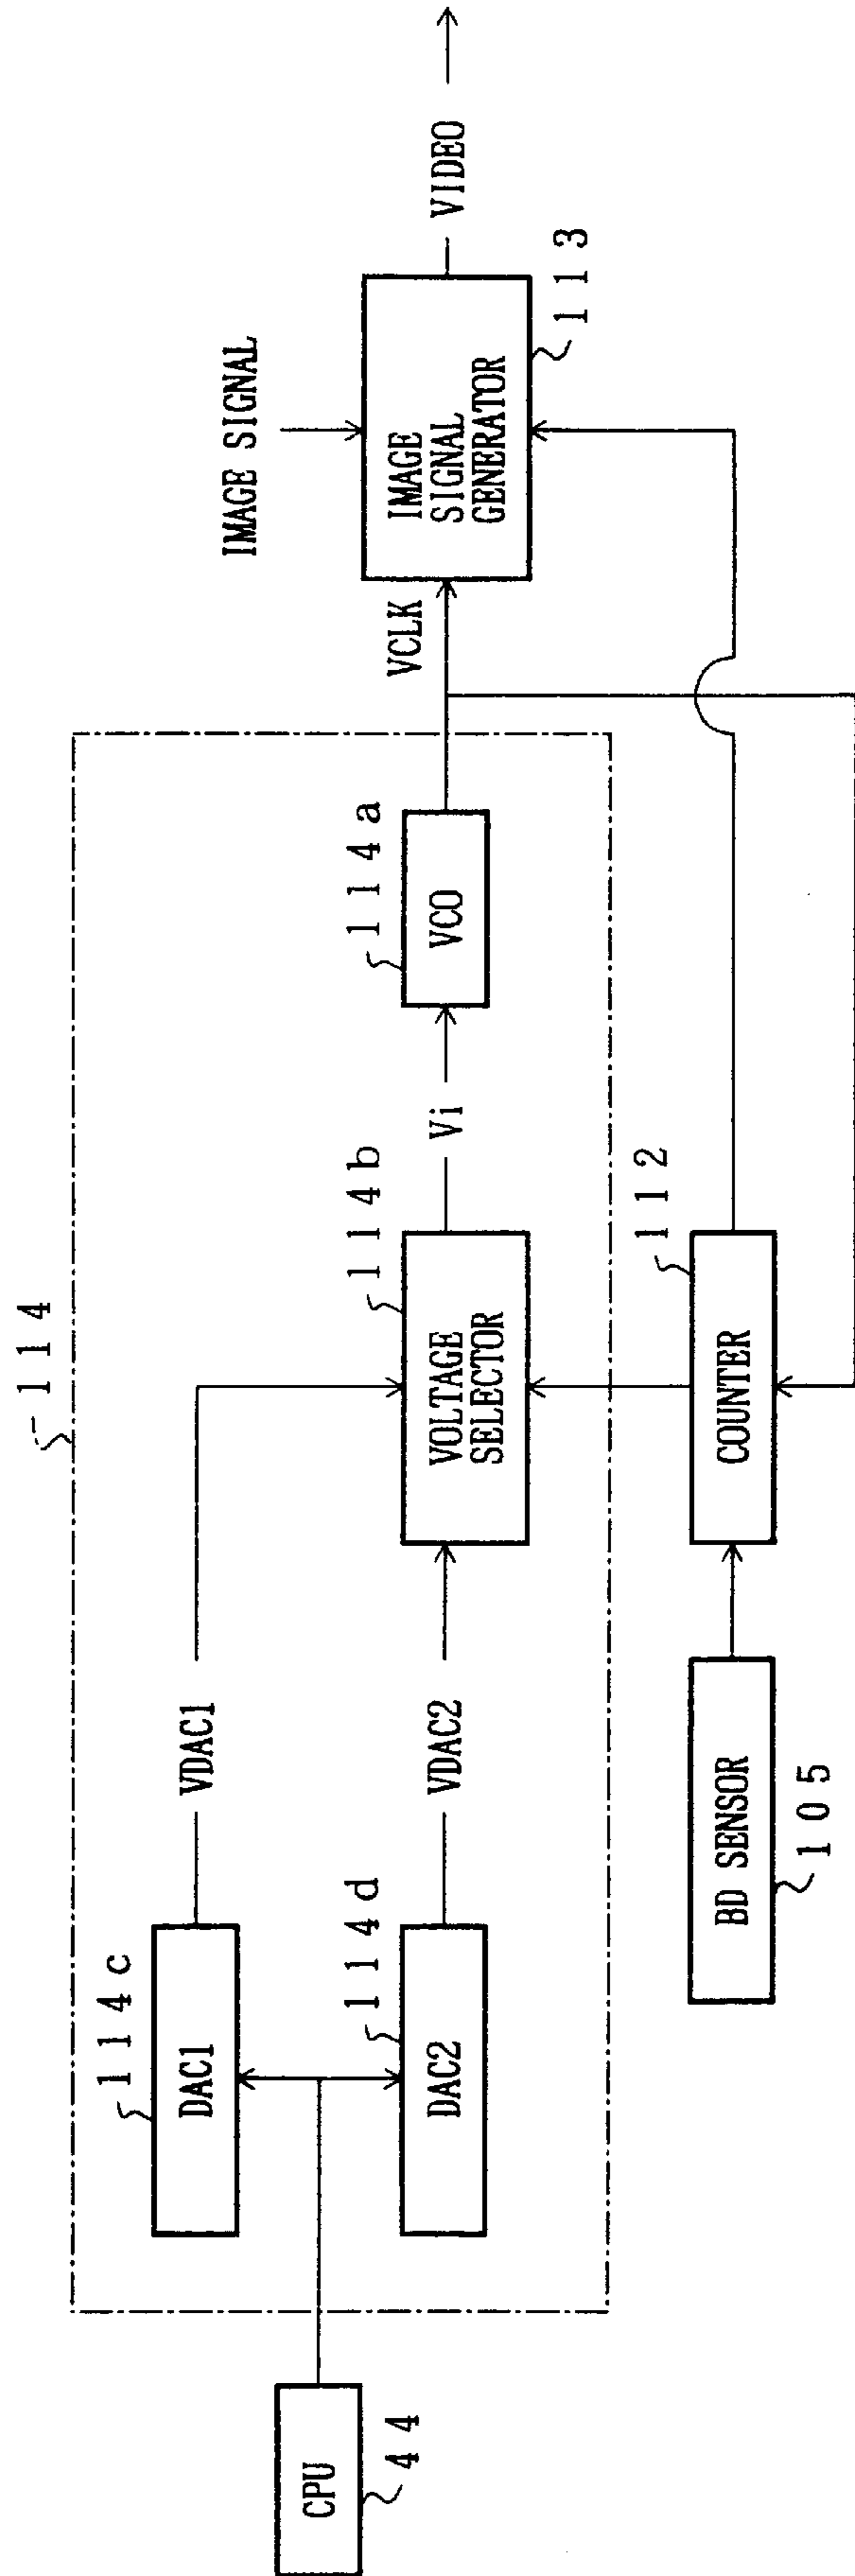 114
CPU
44
DAC1
114c
DAC2
114d
VDAC1
VDAC2
VOLTAGE
SELECTOR
114b
Vi
VCO
114a
BD SENSOR
105
COUNTER
112
VCLK
IMAGE SIGNAL
IMAGE
SIGNAL
GENERATOR
113
VIDEO